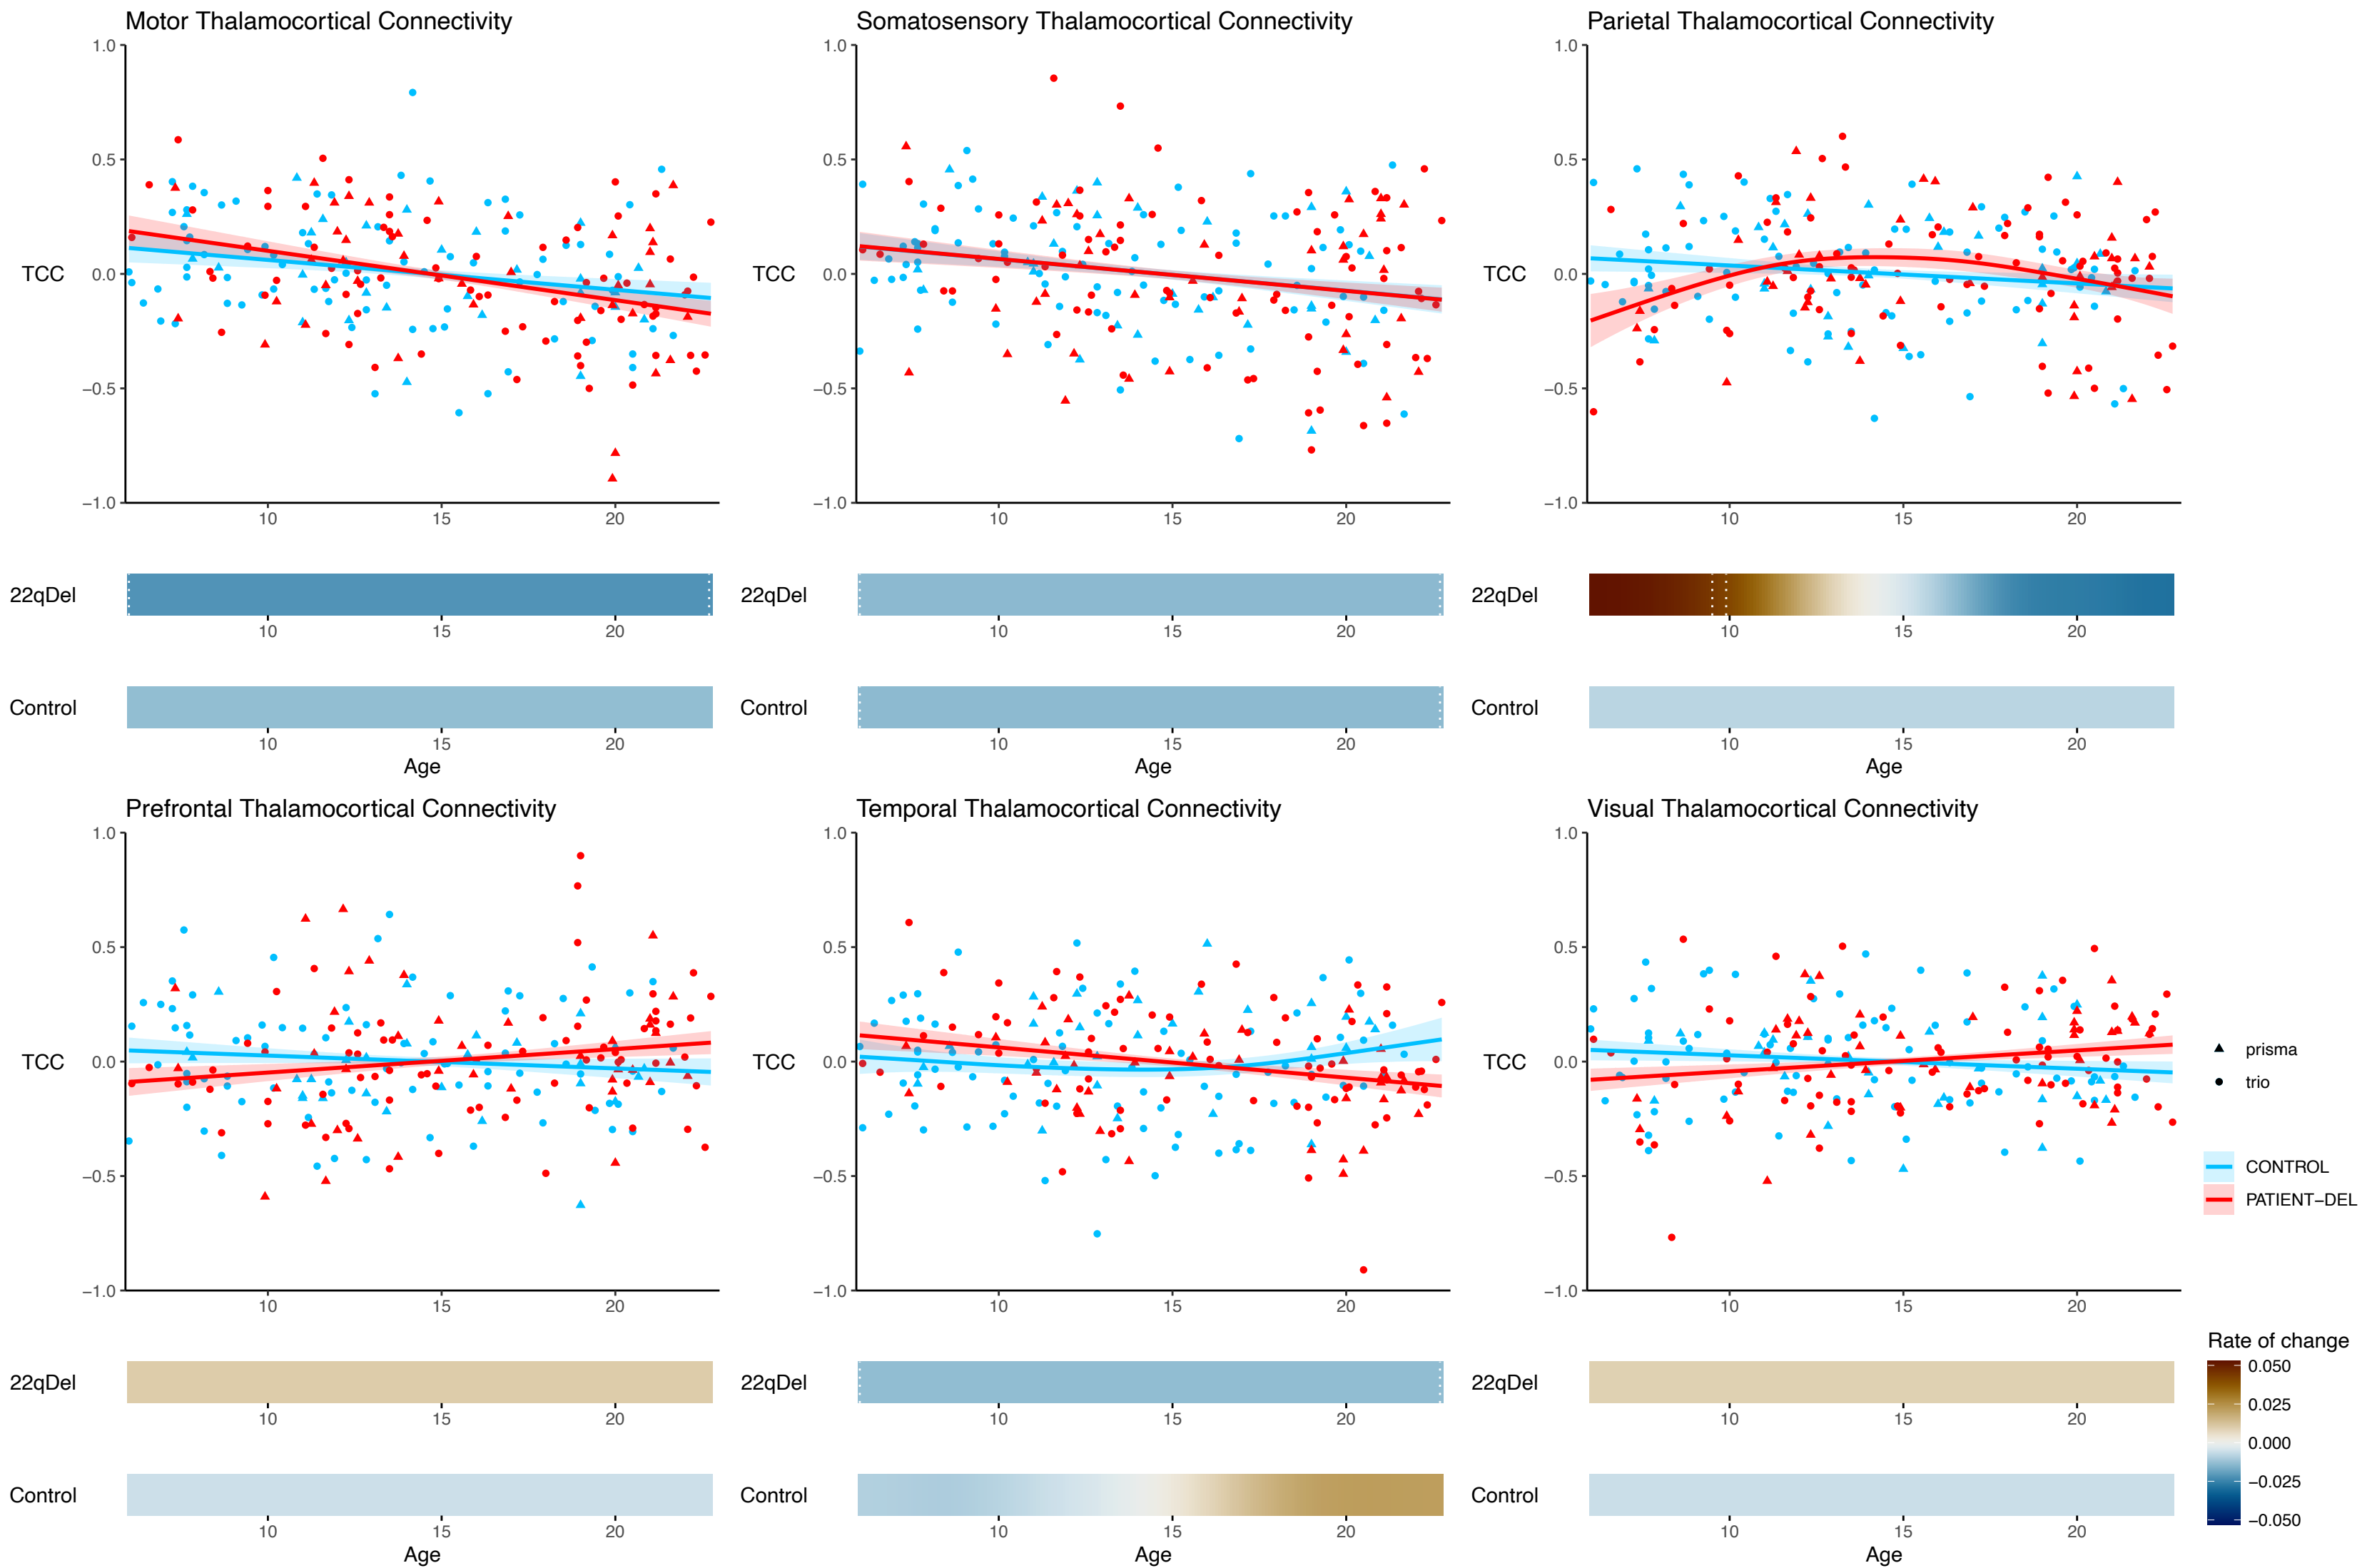 Motor Thalamocortical Connectivity
1.0
0.5
TCC
0.0
−0.5
−1.0
10 15 20
22qDel
10 15 20
Control
10 15 20
Age
Somatosensory Thalamocortical Connectivity
1.0
0.5
TCC
0.0
−0.5
−1.0
10 15 20
22qDel
10 15 20
Control
10 15 20
Age
Parietal Thalamocortical Connectivity
1.0
0.5
TCC
0.0
−0.5
−1.0
10 15 20
22qDel
10 15 20
Control
10 15 20
Age
Prefrontal Thalamocortical Connectivity
1.0
0.5
TCC
0.0
−0.5
−1.0
10 15 20
22qDel
10 15 20
Control
10 15 20
Age
Temporal Thalamocortical Connectivity
1.0
0.5
TCC
0.0
−0.5
−1.0
10 15 20
22qDel
10 15 20
Control
10 15 20
Age
Visual Thalamocortical Connectivity
1.0
0.5
TCC
0.0
−0.5
−1.0
10 15 20
22qDel
10 15 20
Control
10 15 20
Age
prisma
trio
CONTROL
PATIENT−DEL
Rate of change
0.050
0.025
0.000
−0.025
−0.050